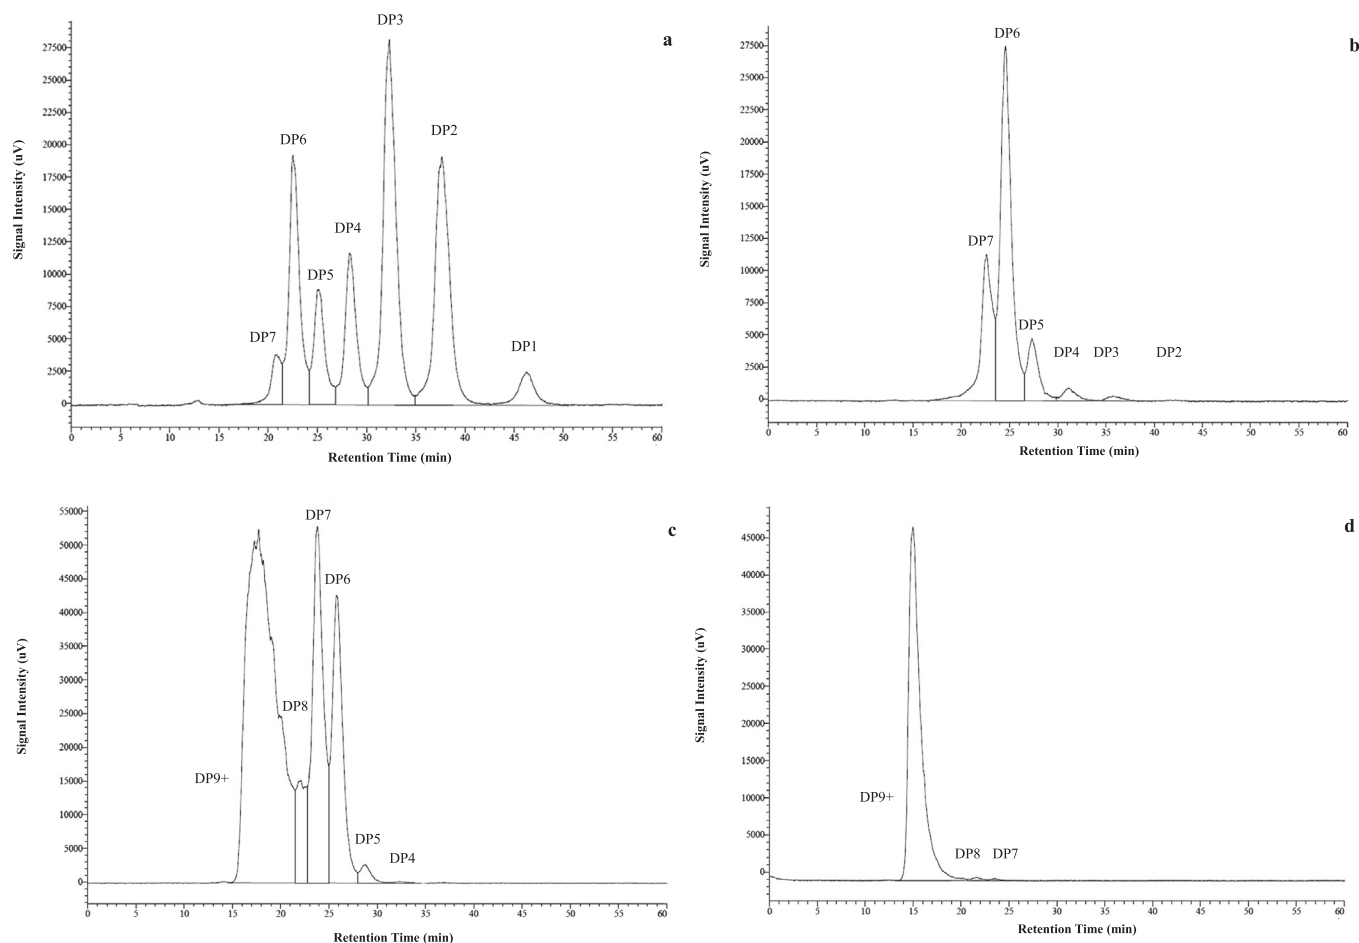 a
DP3
DP6
DP2
DP4
DP5
DP7
DP1
27500
25000
22500
20000
17500
15000
12500
10000
7500
5000
2500
0
Signal Intensity (uV)
0 5 10 15 20 25 30 35 40 45 50 55 60
Retention Time (min)
b
DP6
DP7
DP5
DP4 DP3 DP2
27500
25000
22500
20000
17500
15000
12500
10000
7500
5000
2500
0
Signal Intensity (uV)
0 5 10 15 20 25 30 35 40 45 50 55 60
Retention Time (min)
c
DP7
DP6
DP8
DP9+
DP5
DP4
55000
50000
45000
40000
35000
30000
25000
20000
15000
10000
5000
0
Signal Intensity (uV)
0 5 10 15 20 25 30 35 40 45 50 55 60
Retention Time (min)
d
DP9+
DP8 DP7
45000
40000
35000
30000
25000
20000
15000
10000
5000
0
Signal Intensity (uV)
0 5 10 15 20 25 30 35 40 45 50 55 60
Retention Time (min)